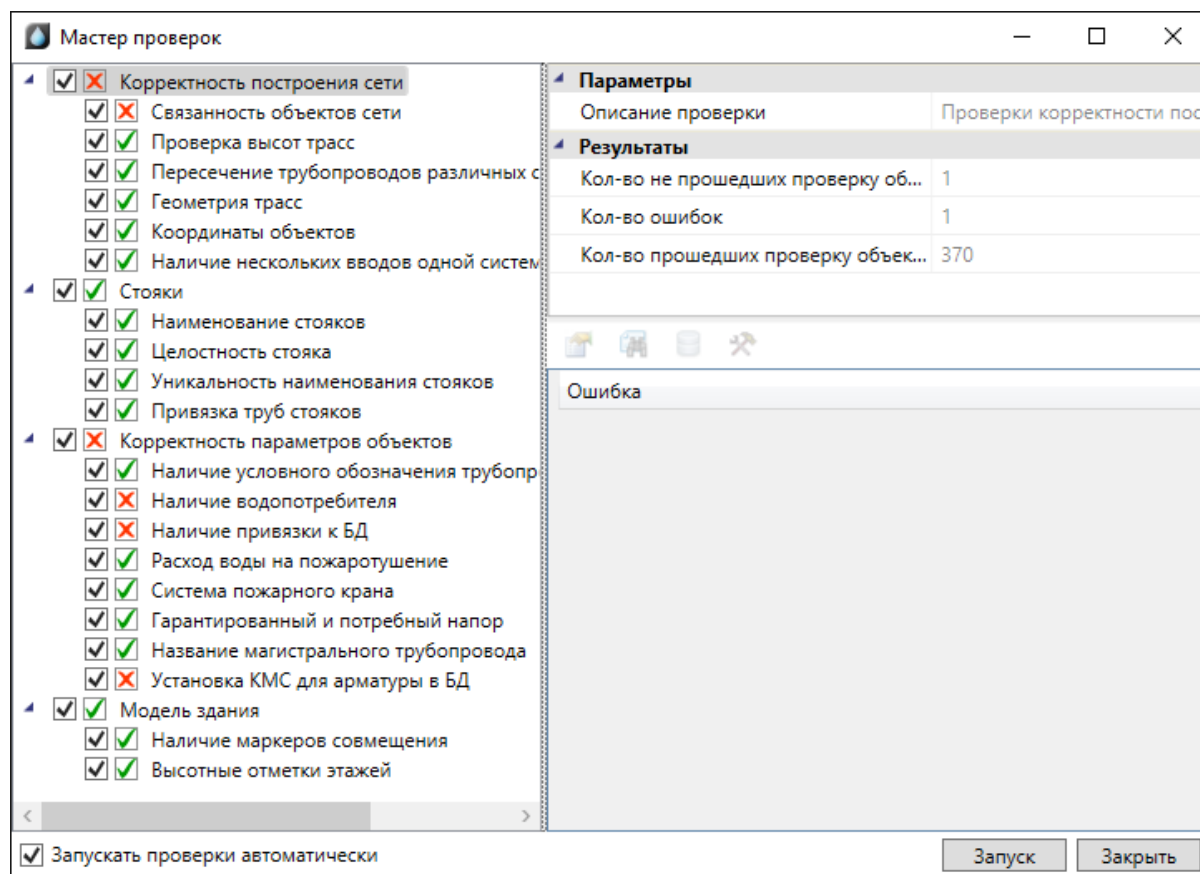 Мастер проверок
Корректность построения сети
Связанность объектов сети
Проверка высот трасс
Пересечение трубопроводов различных с
Геометрия трасс
Координаты объектов
Наличие нескольких вводов одной систем
Стояки
Наименование стояков
Целостность стояка
Уникальность наименования стояков
Привязка труб стояков
Корректность параметров объектов
Наличие условного обозначения трубопр
Наличие водопотребителя
Наличие привязки к БД
Расход воды на пожаротушение
Система пожарного крана
Гарантированный и потребный напор
Название магистрального трубопровода
Установка КМС для арматуры в БД
Модель здания
Наличие маркеров совмещения
Высотные отметки этажей
Параметры
Описание проверки Проверки корректности пос
Результаты
Кол-во не прошедших проверку об... 1
Кол-во ошибок 1
Кол-во прошедших проверку объек... 370
Ошибка
Запускать проверки автоматически
Запуск Закрыть